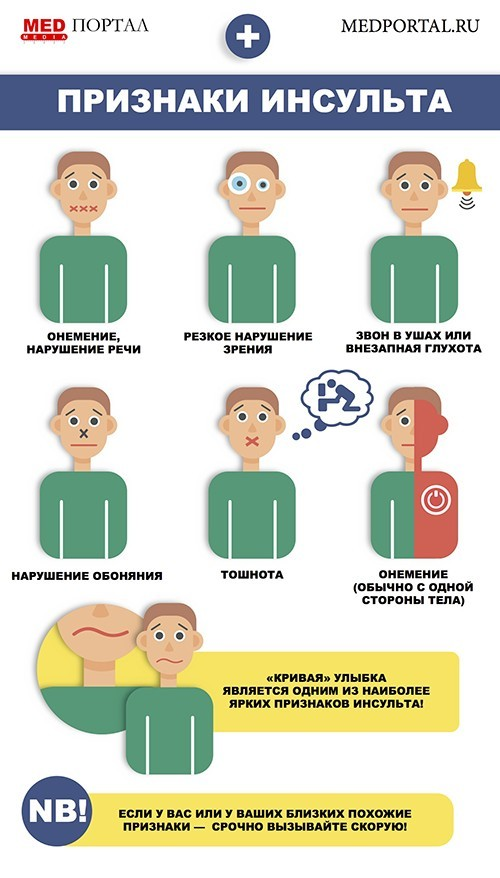 MED ПОРТАЛ
MEDIA
MEDPORTAL.RU
ПРИЗНАКИ ИНСУЛЬТА
ОНЕМЕНИЕ,
НАРУШЕНИЕ РЕЧИ
РЕЗКОЕ НАРУШЕНИЕ
ЗРЕНИЯ
ЗВОН В УШАХ ИЛИ
ВНЕЗАПНАЯ ГЛУХОТА
НАРУШЕНИЕ ОБОНЯНИЯ
ТОШНОТА
ОНЕМЕНИЕ
(ОБЫЧНО С ОДНОЙ
СТОРОНЫ ТЕЛА)
«КРИВАЯ» УЛЫБКА
ЯВЛЯЕТСЯ ОДНИМ ИЗ НАИБОЛЕЕ
ЯРКИХ ПРИЗНАКОВ ИНСУЛЬТА!
NB!
ЕСЛИ У ВАС ИЛИ У ВАШИХ БЛИЗКИХ ПОХОЖИЕ
ПРИЗНАКИ — СРОЧНО ВЫЗЫВАЙТЕ СКОРУЮ!